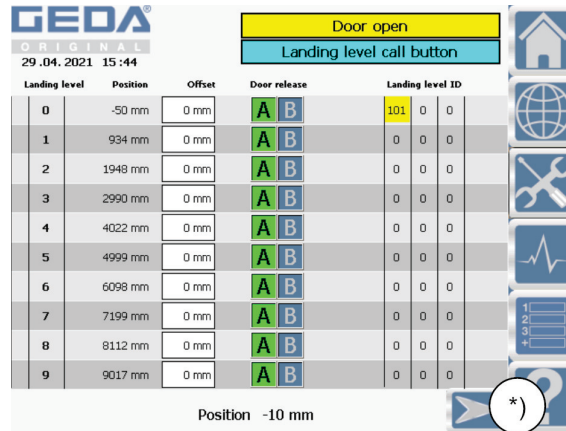 GEDA®
ORIGINAL
29.04.2021 15:44
Door open
Landing level call button
Landing level Position Offset Door release Landing level ID
0 -50 mm 0 mm A B 101 0 0
1 934 mm 0 mm A B 0 0 0
2 1948 mm 0 mm A B 0 0 0
3 2990 mm 0 mm A B 0 0 0
4 4022 mm 0 mm A B 0 0 0
5 4999 mm 0 mm A B 0 0 0
6 6098 mm 0 mm A B 0 0 0
7 7199 mm 0 mm A B 0 0 0
8 8112 mm 0 mm A B 0 0 0
9 9017 mm 0 mm A B 0 0 0
1
2
3
+
Position -10 mm
*)
?